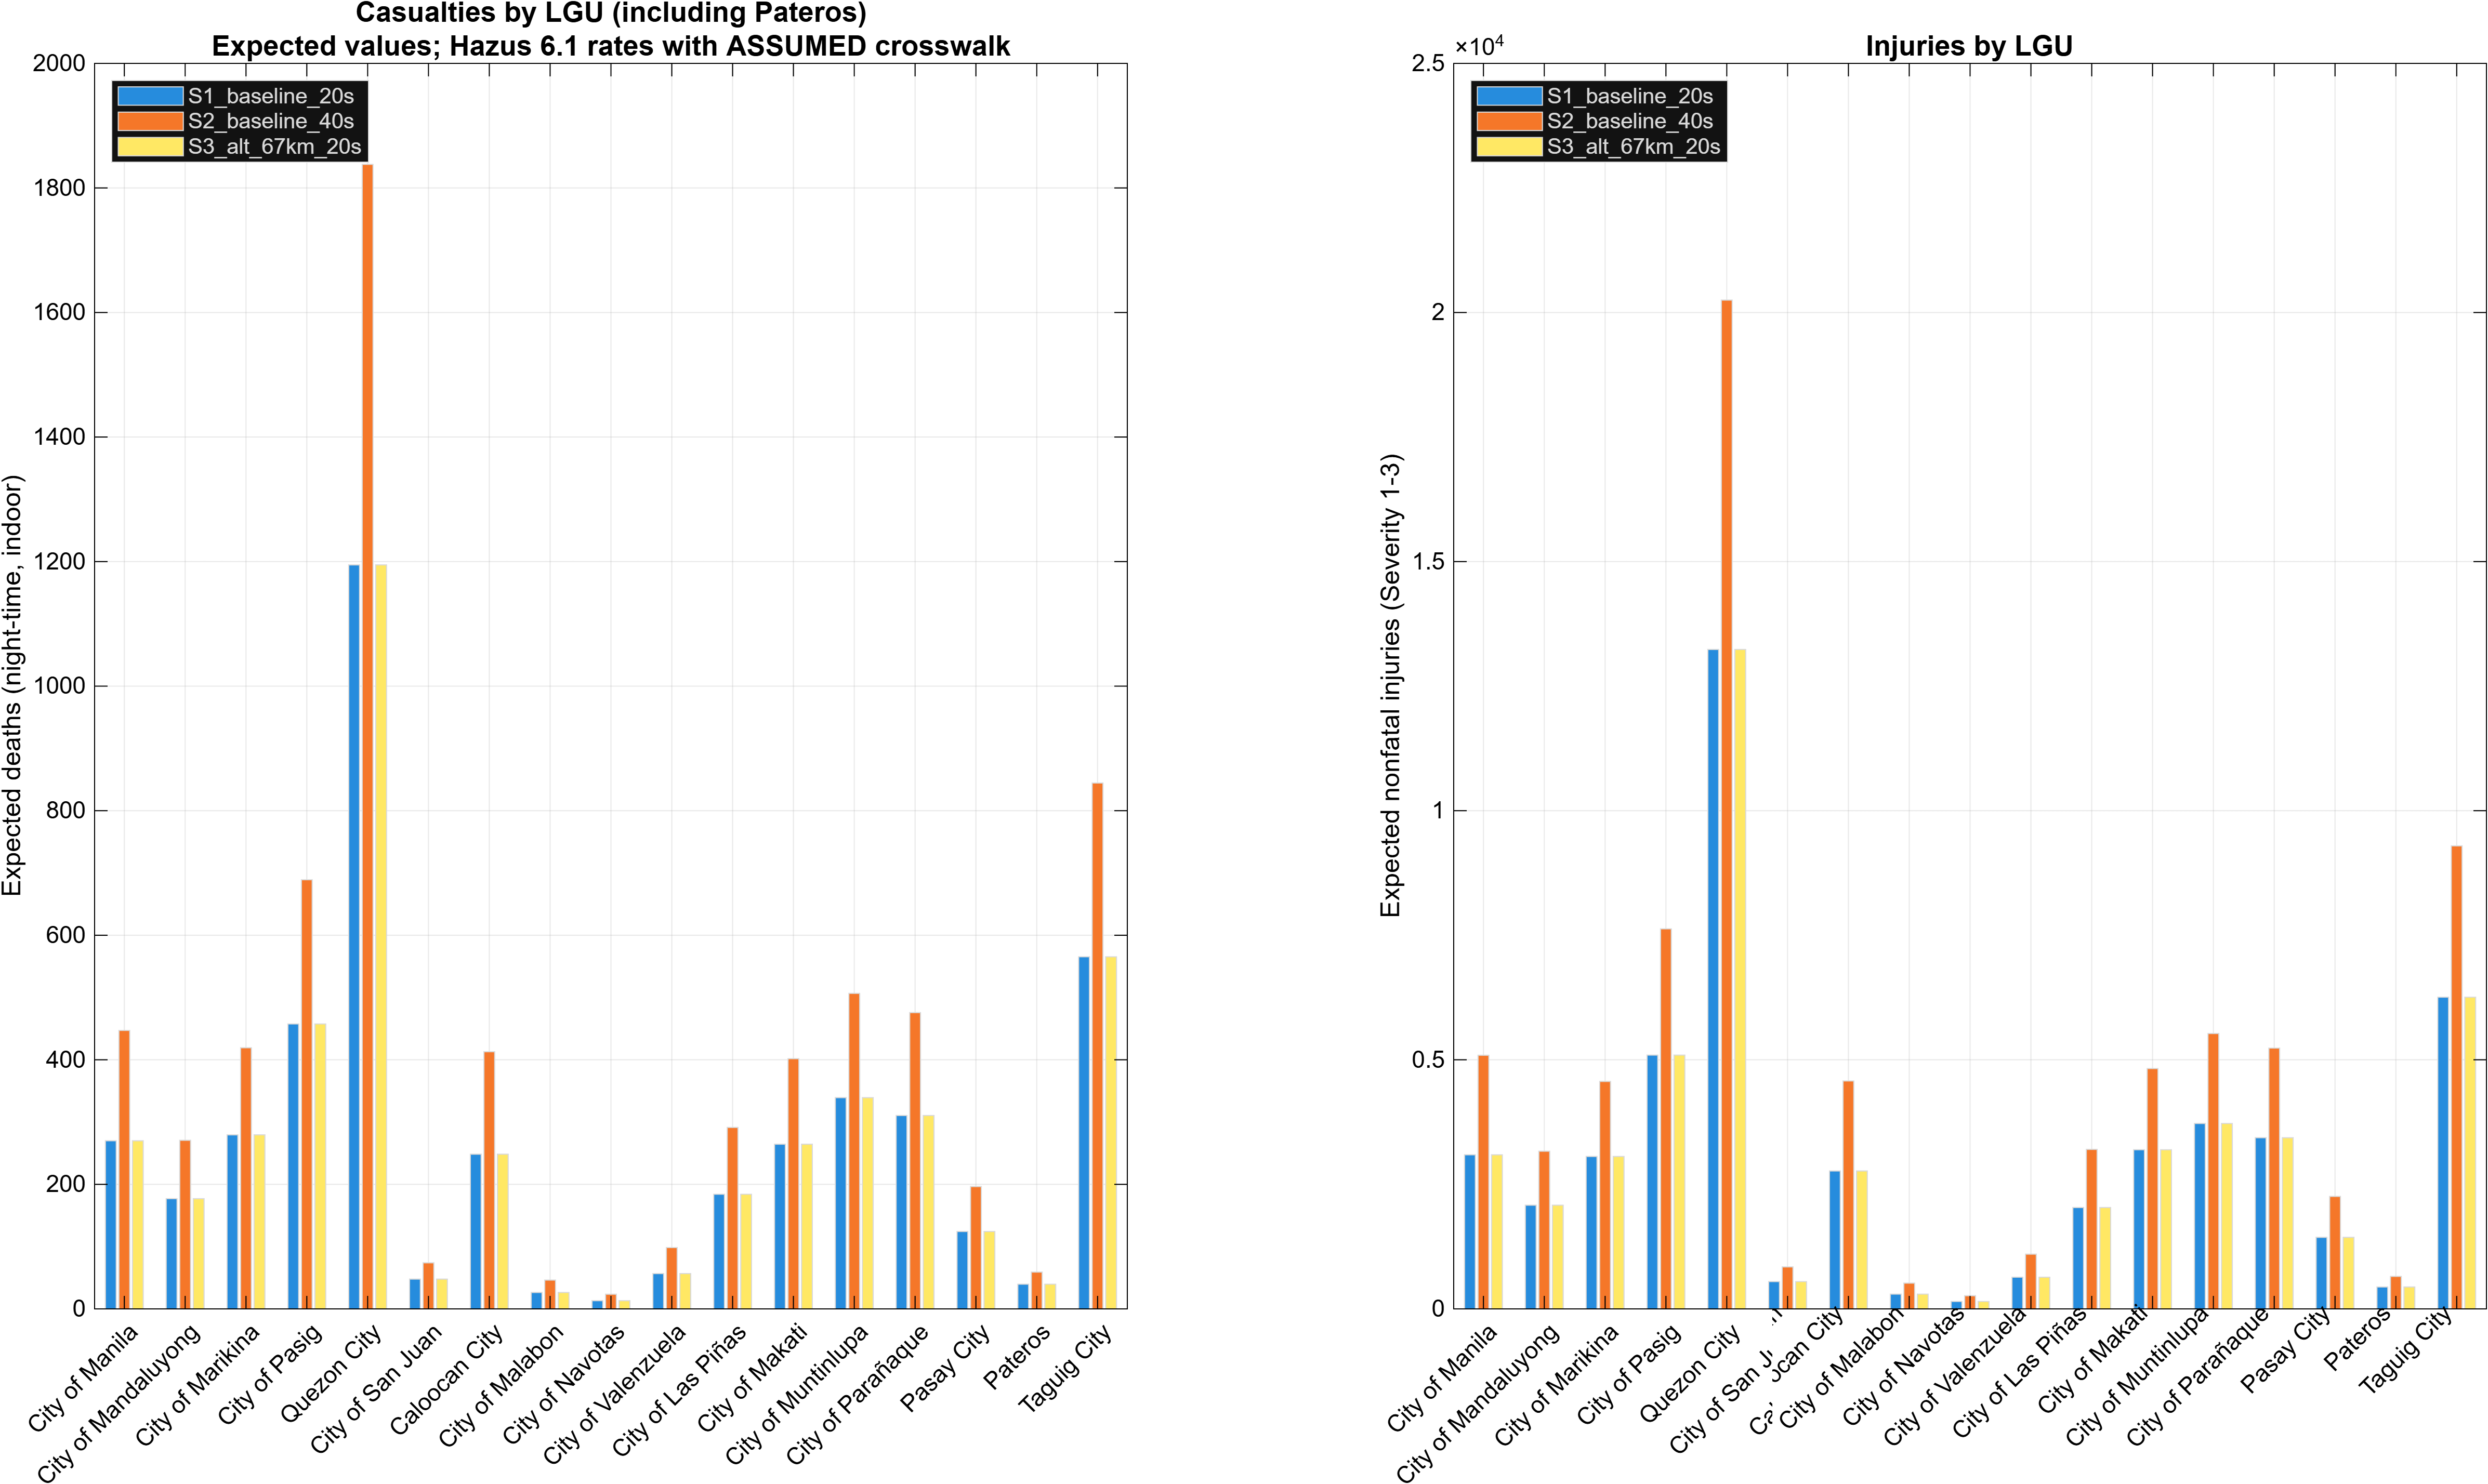 Casualties by LGU (including Pateros)
Expected values; Hazus 6.1 rates with ASSUMED crosswalk
Expected deaths (night-time, indoor)
2000
1800
1600
1400
1200
1000
800
600
400
200
0
S1_baseline_20s
S2_baseline_40s
S3_alt_67km_20s
City of Manila
City of Mandaluyong
City of Marikina
City of Pasig
Quezon City
City of San Juan
Caloocan City
City of Malabon
City of Navotas
City of Valenzuela
City of Las Piñas
City of Makati
City of Muntinlupa
City of Parañaque
Pasay City
Pateros
Taguig City
Injuries by LGU
×10⁴
Expected nonfatal injuries (Severity 1-3)
2.5
2
1.5
1
0.5
0
S1_baseline_20s
S2_baseline_40s
S3_alt_67km_20s
City of Manila
City of Mandaluyong
City of Marikina
City of Pasig
Quezon City
City of San
City
City of Malabon
City of Navotas
City of Valenzuela
City of Las Piñas
City of Makati
City of Muntinlupa
City of Parañaque
Pasay City
Pateros
Taguig City